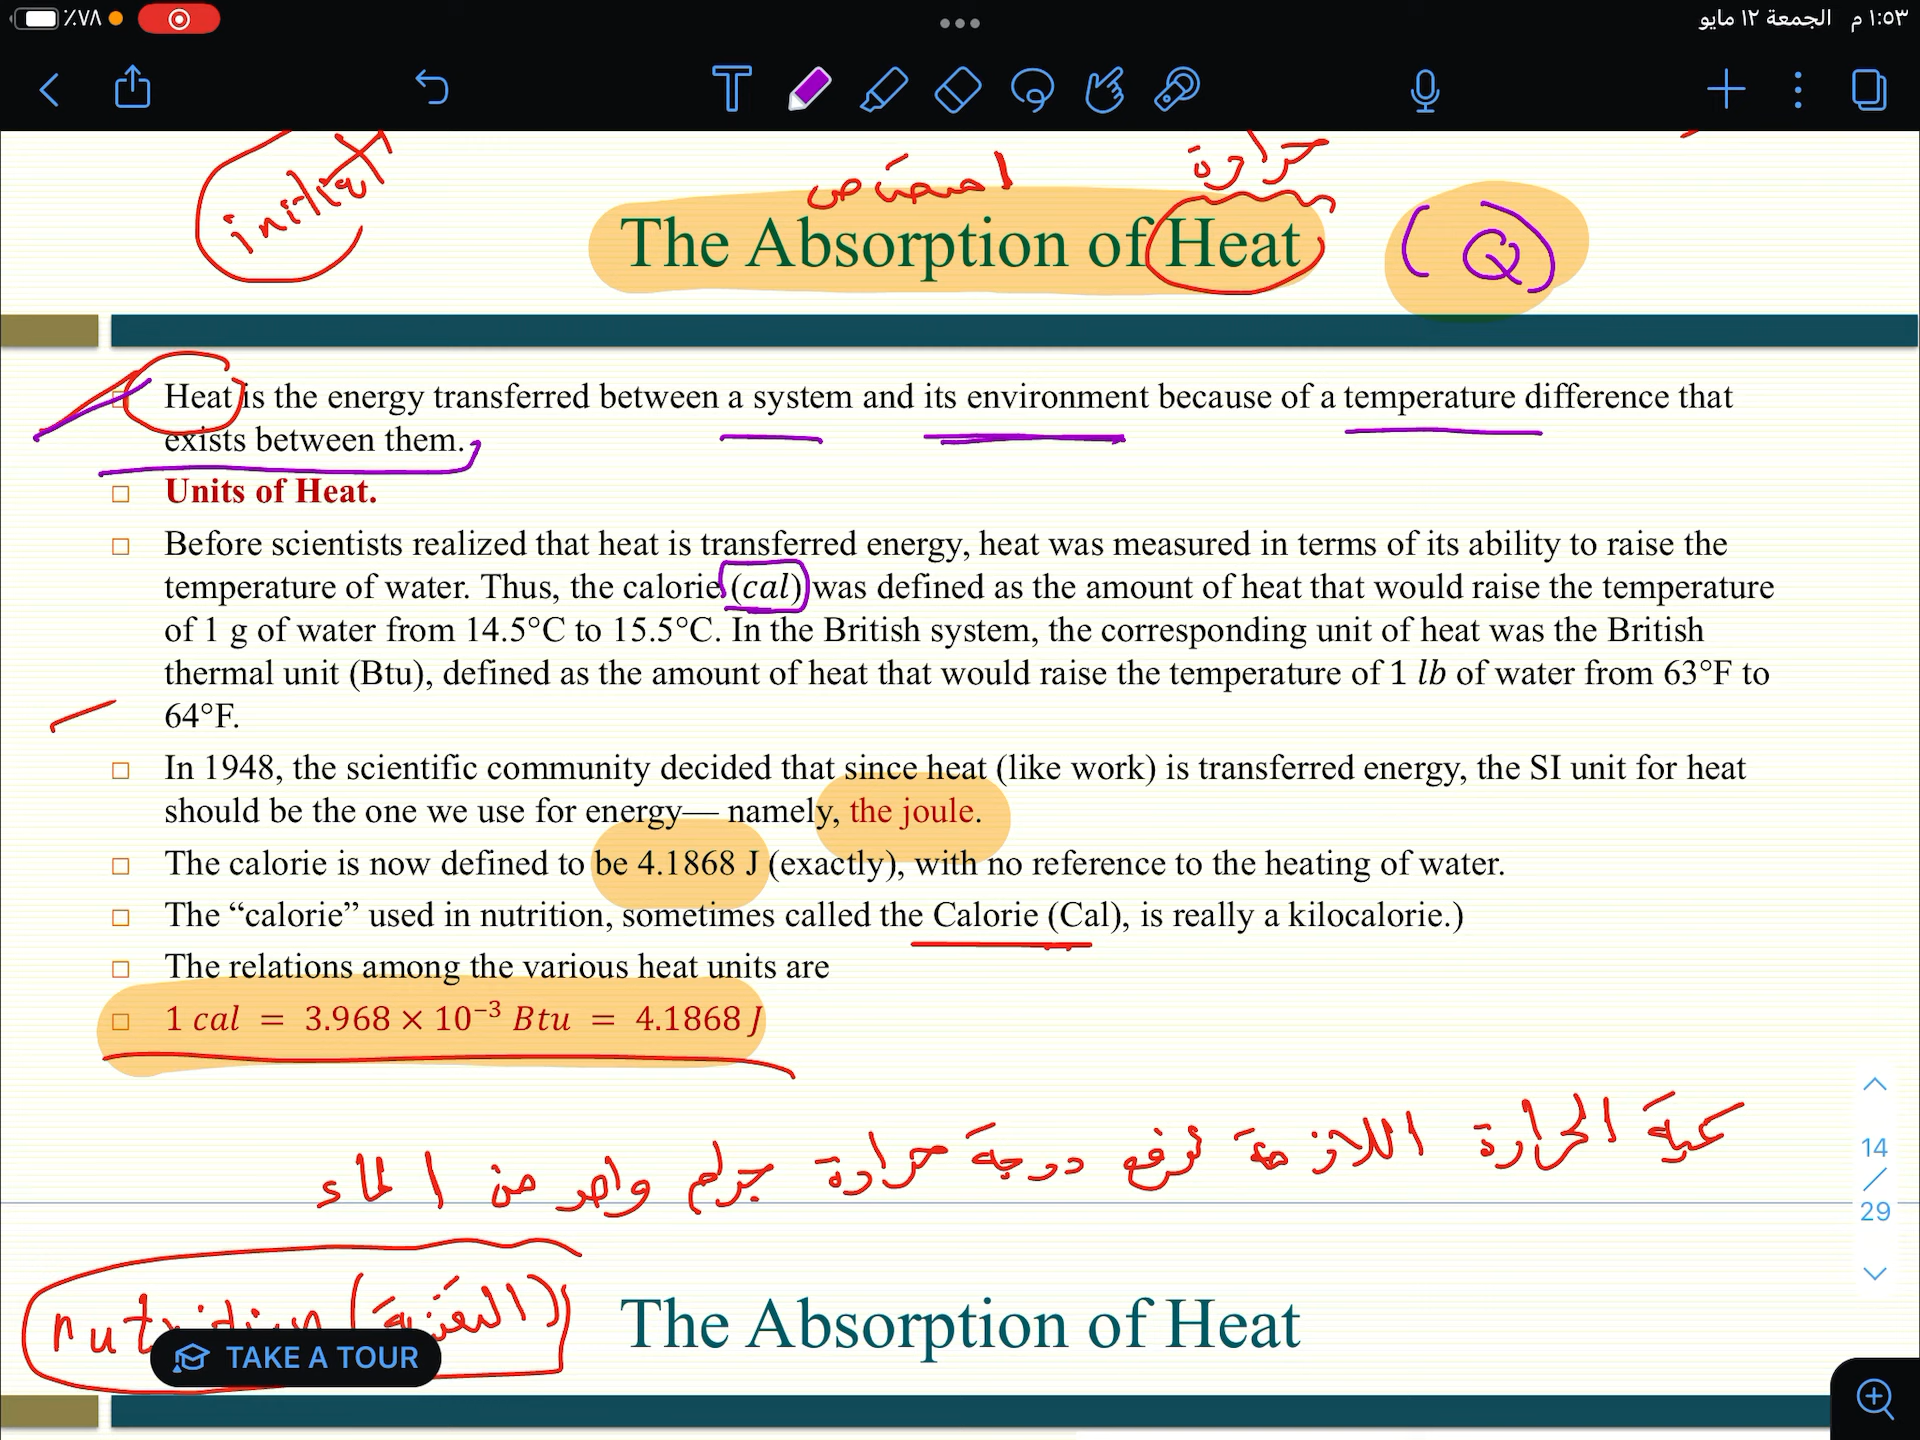 ٪٧٨
١:٥٣ م الجمعة ١٢ مايو
T
initial
امتصاص
حرارة
The Absorption of Heat (Q)
Heat is the energy transferred between a system and its environment because of a temperature difference that
exists between them.
Units of Heat.
Before scientists realized that heat is transferred energy, heat was measured in terms of its ability to raise the
temperature of water. Thus, the calorie (cal) was defined as the amount of heat that would raise the temperature
of 1 g of water from 14.5°C to 15.5°C. In the British system, the corresponding unit of heat was the British
thermal unit (Btu), defined as the amount of heat that would raise the temperature of 1 lb of water from 63°F to
64°F.
In 1948, the scientific community decided that since heat (like work) is transferred energy, the SI unit for heat
should be the one we use for energy— namely, the joule.
The calorie is now defined to be 4.1868 J (exactly), with no reference to the heating of water.
The “calorie” used in nutrition, sometimes called the Calorie (Cal), is really a kilocalorie.)
The relations among the various heat units are
1 cal = 3.968 × 10⁻³ Btu = 4.1868 J
كمية الحرارة اللازمة لرفع درجة حرارة جرام واحد من الماء
14
/
29
nutrition (التغذية)
The Absorption of Heat
TAKE A TOUR